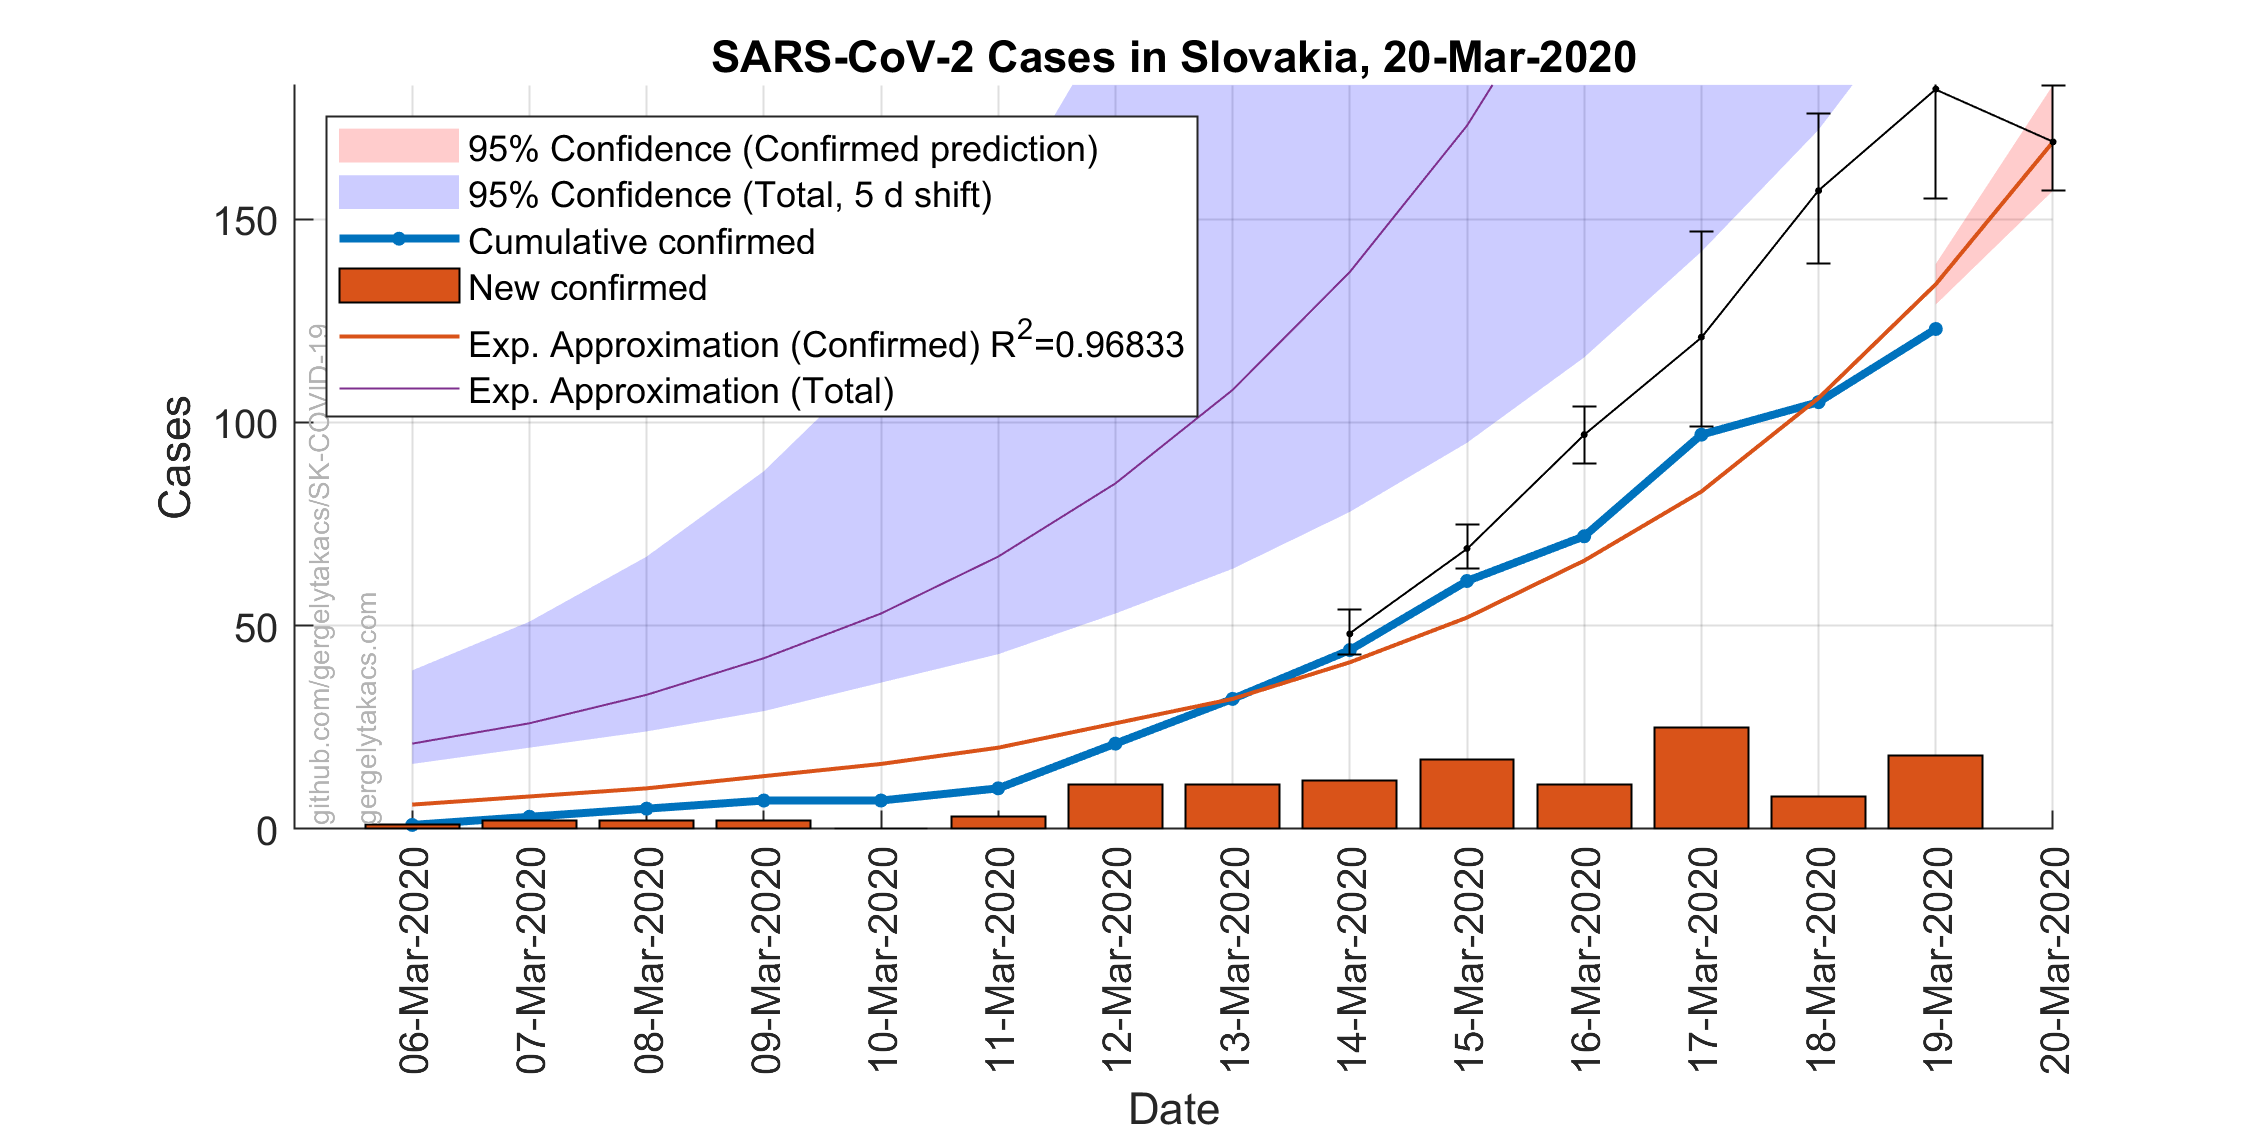 SARS-CoV-2 Cases in Slovakia, 20-Mar-2020
95% Confidence (Confirmed prediction)
95% Confidence (Total, 5 d shift)
Cumulative confirmed
New confirmed
Exp. Approximation (Confirmed) R²=0.96833
Exp. Approximation (Total)
Cases
150
100
50
0
github.com/gergelytakacs/SK-COVID-19
gergelytakacs.com
06-Mar-2020
07-Mar-2020
08-Mar-2020
09-Mar-2020
10-Mar-2020
11-Mar-2020
12-Mar-2020
13-Mar-2020
14-Mar-2020
15-Mar-2020
16-Mar-2020
17-Mar-2020
18-Mar-2020
19-Mar-2020
20-Mar-2020
Date